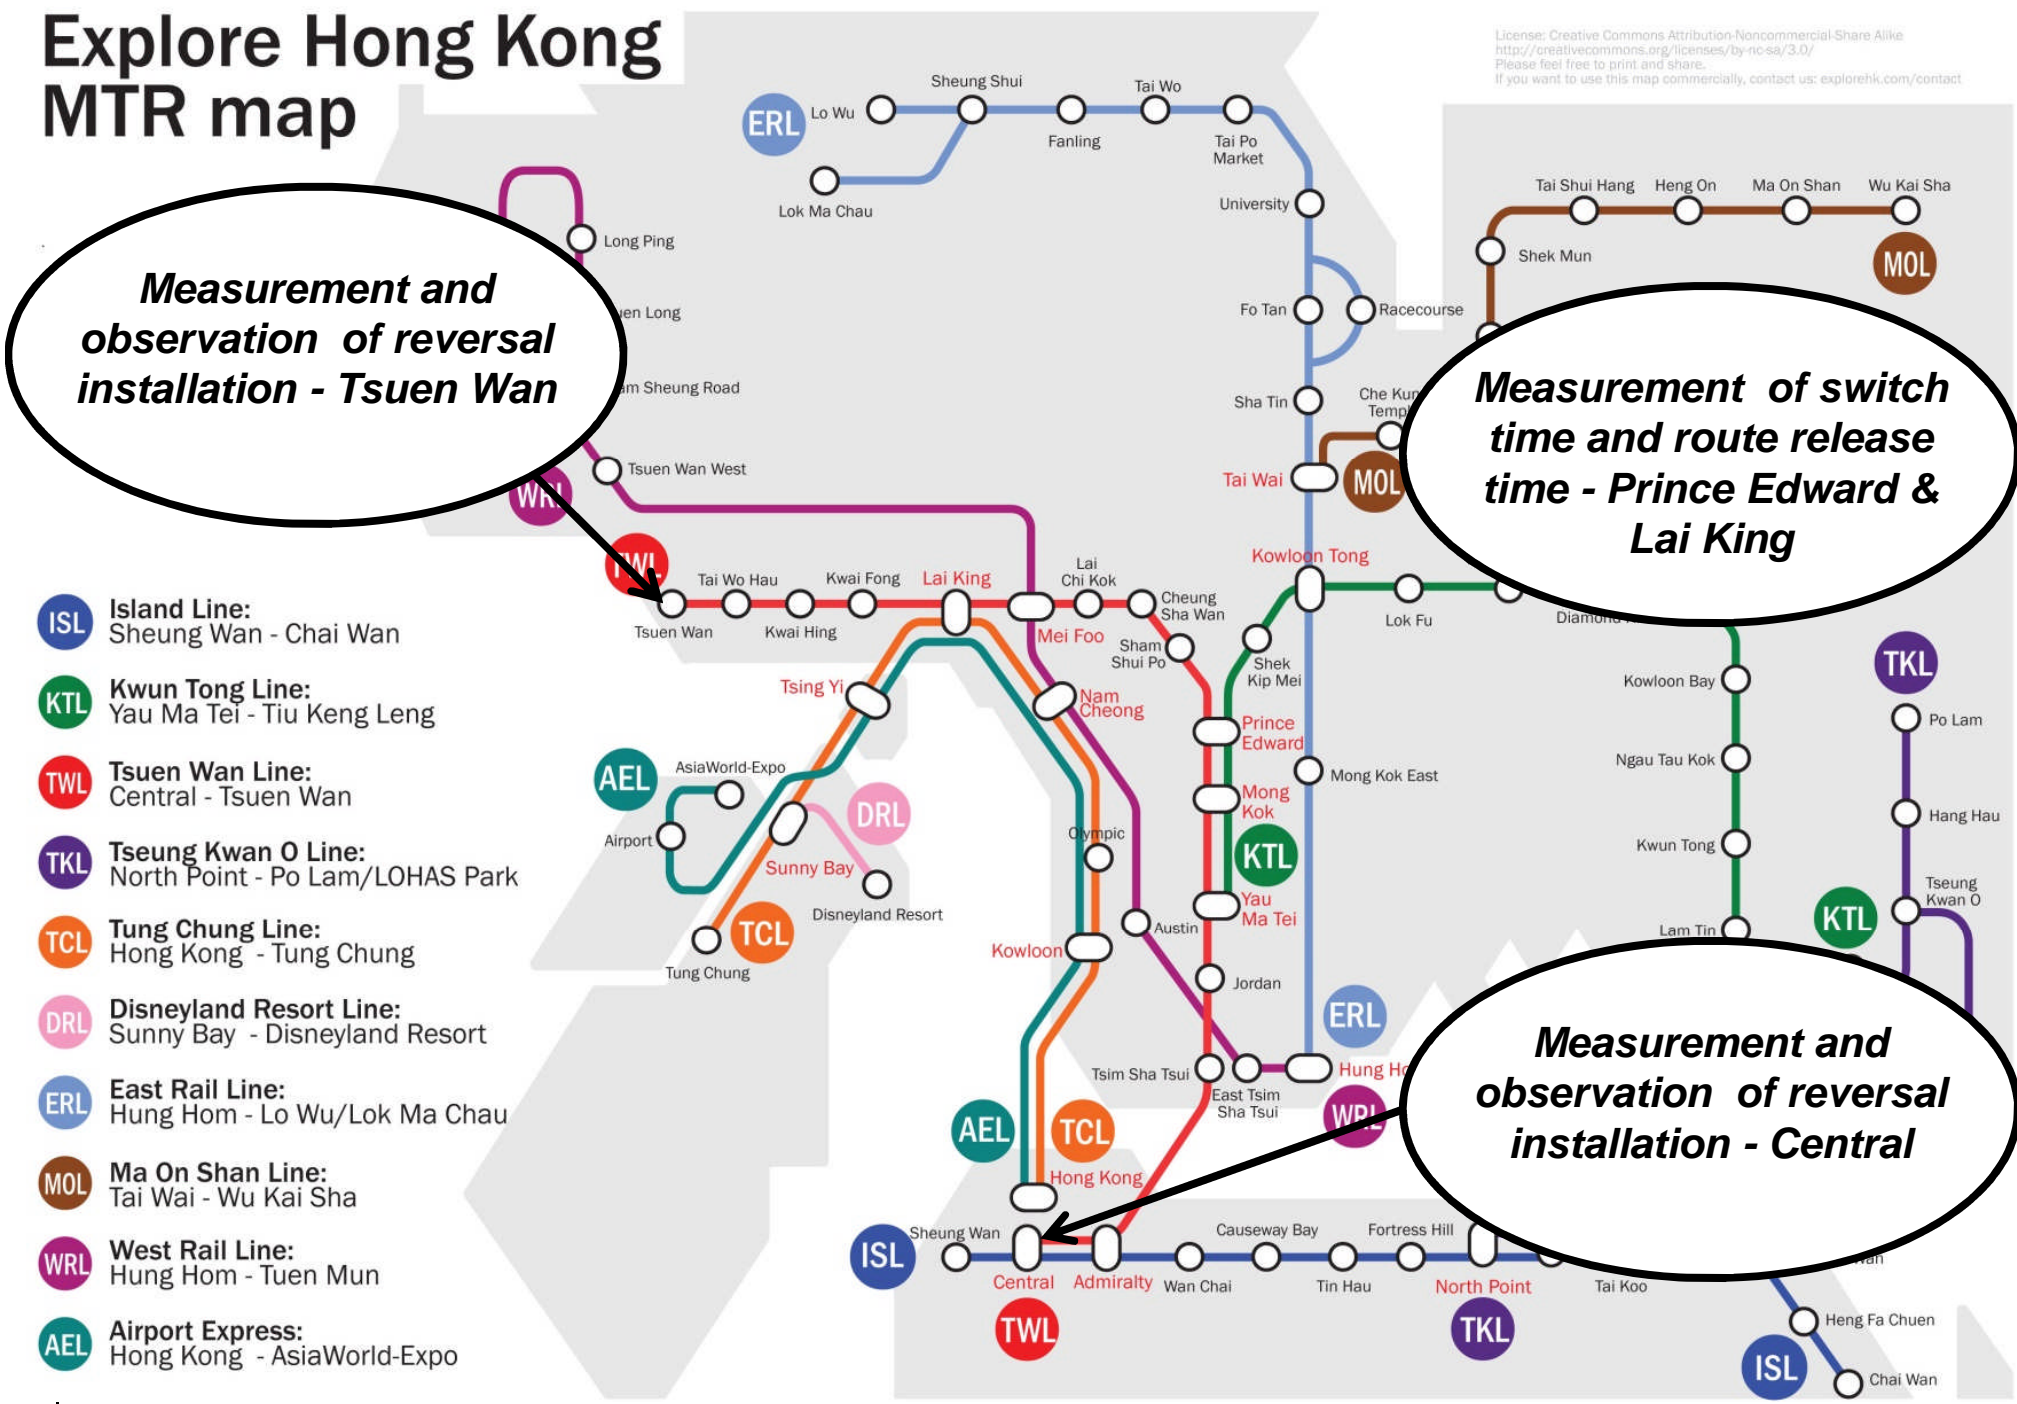 Explore Hong Kong
MTR map
License: Creative Commons Attribution-Noncommercial-Share Alike
http://creativecommons.org/licenses/by-nc-sa/3.0/
Please feel free to print and share.
If you want to use this map commercially, contact us: explorehk.com/contact
ERL
Lo Wu
Sheung Shui
Fanling
Tai Wo
Tai Po
Market
Lok Ma Chau
University
Fo Tan
Racecourse
Sha Tin
Tai Wai
Tai Shui Hang
Heng On
Ma On Shan
Wu Kai Sha
Shek Mun
MOL
MOL
Long Ping
Measurement and
observation of reversal
installation - Tsuen Wan
Sheung Road
Tsuen Wan West
Measurement of switch
time and route release
time - Prince Edward &
Lai King
TWL
Tsuen Wan
Tai Wo Hau
Kwai Hing
Kwai Fong
Lai King
Mei Foo
Lai
Chi Kok
Cheung
Sha Wan
Sham
Shui Po
Kowloon Tong
Lok Fu
Shek
Kip Mei
Prince
Edward
Mong
Kok
Mong Kok East
KTL
Yau
Ma Tei
Jordan
Tsim Sha Tsui
East Tsim
Sha Tsui
Austin
Hung
ERL
WRL
Tsing Yi
Nam
Cheong
AEL
AsiaWorld-Expo
Airport
DRL
Sunny Bay
Disneyland Resort
TCL
Tung Chung
Olympic
Kowloon
AEL
TCL
Hong Kong
Kowloon Bay
Ngau Tau Kok
Kwun Tong
Lam Tin
KTL
TKL
Po Lam
Hang Hau
Tseung
Kwan O
Measurement and
observation of reversal
installation - Central
ISL
Sheung Wan
Central
Admiralty
Wan Chai
Causeway Bay
Tin Hau
Fortress Hill
North Point
Tai Koo
TWL
TKL
Heng Fa Chuen
ISL
Chai Wan
ISL
Island Line:
Sheung Wan - Chai Wan
KTL
Kwun Tong Line:
Yau Ma Tei - Tiu Keng Leng
TWL
Tsuen Wan Line:
Central - Tsuen Wan
TKL
Tseung Kwan O Line:
North Point - Po Lam/LOHAS Park
TCL
Tung Chung Line:
Hong Kong - Tung Chung
DRL
Disneyland Resort Line:
Sunny Bay - Disneyland Resort
ERL
East Rail Line:
Hung Hom - Lo Wu/Lok Ma Chau
MOL
Ma On Shan Line:
Tai Wai - Wu Kai Sha
WRL
West Rail Line:
Hung Hom - Tuen Mun
AEL
Airport Express:
Hong Kong - AsiaWorld-Expo